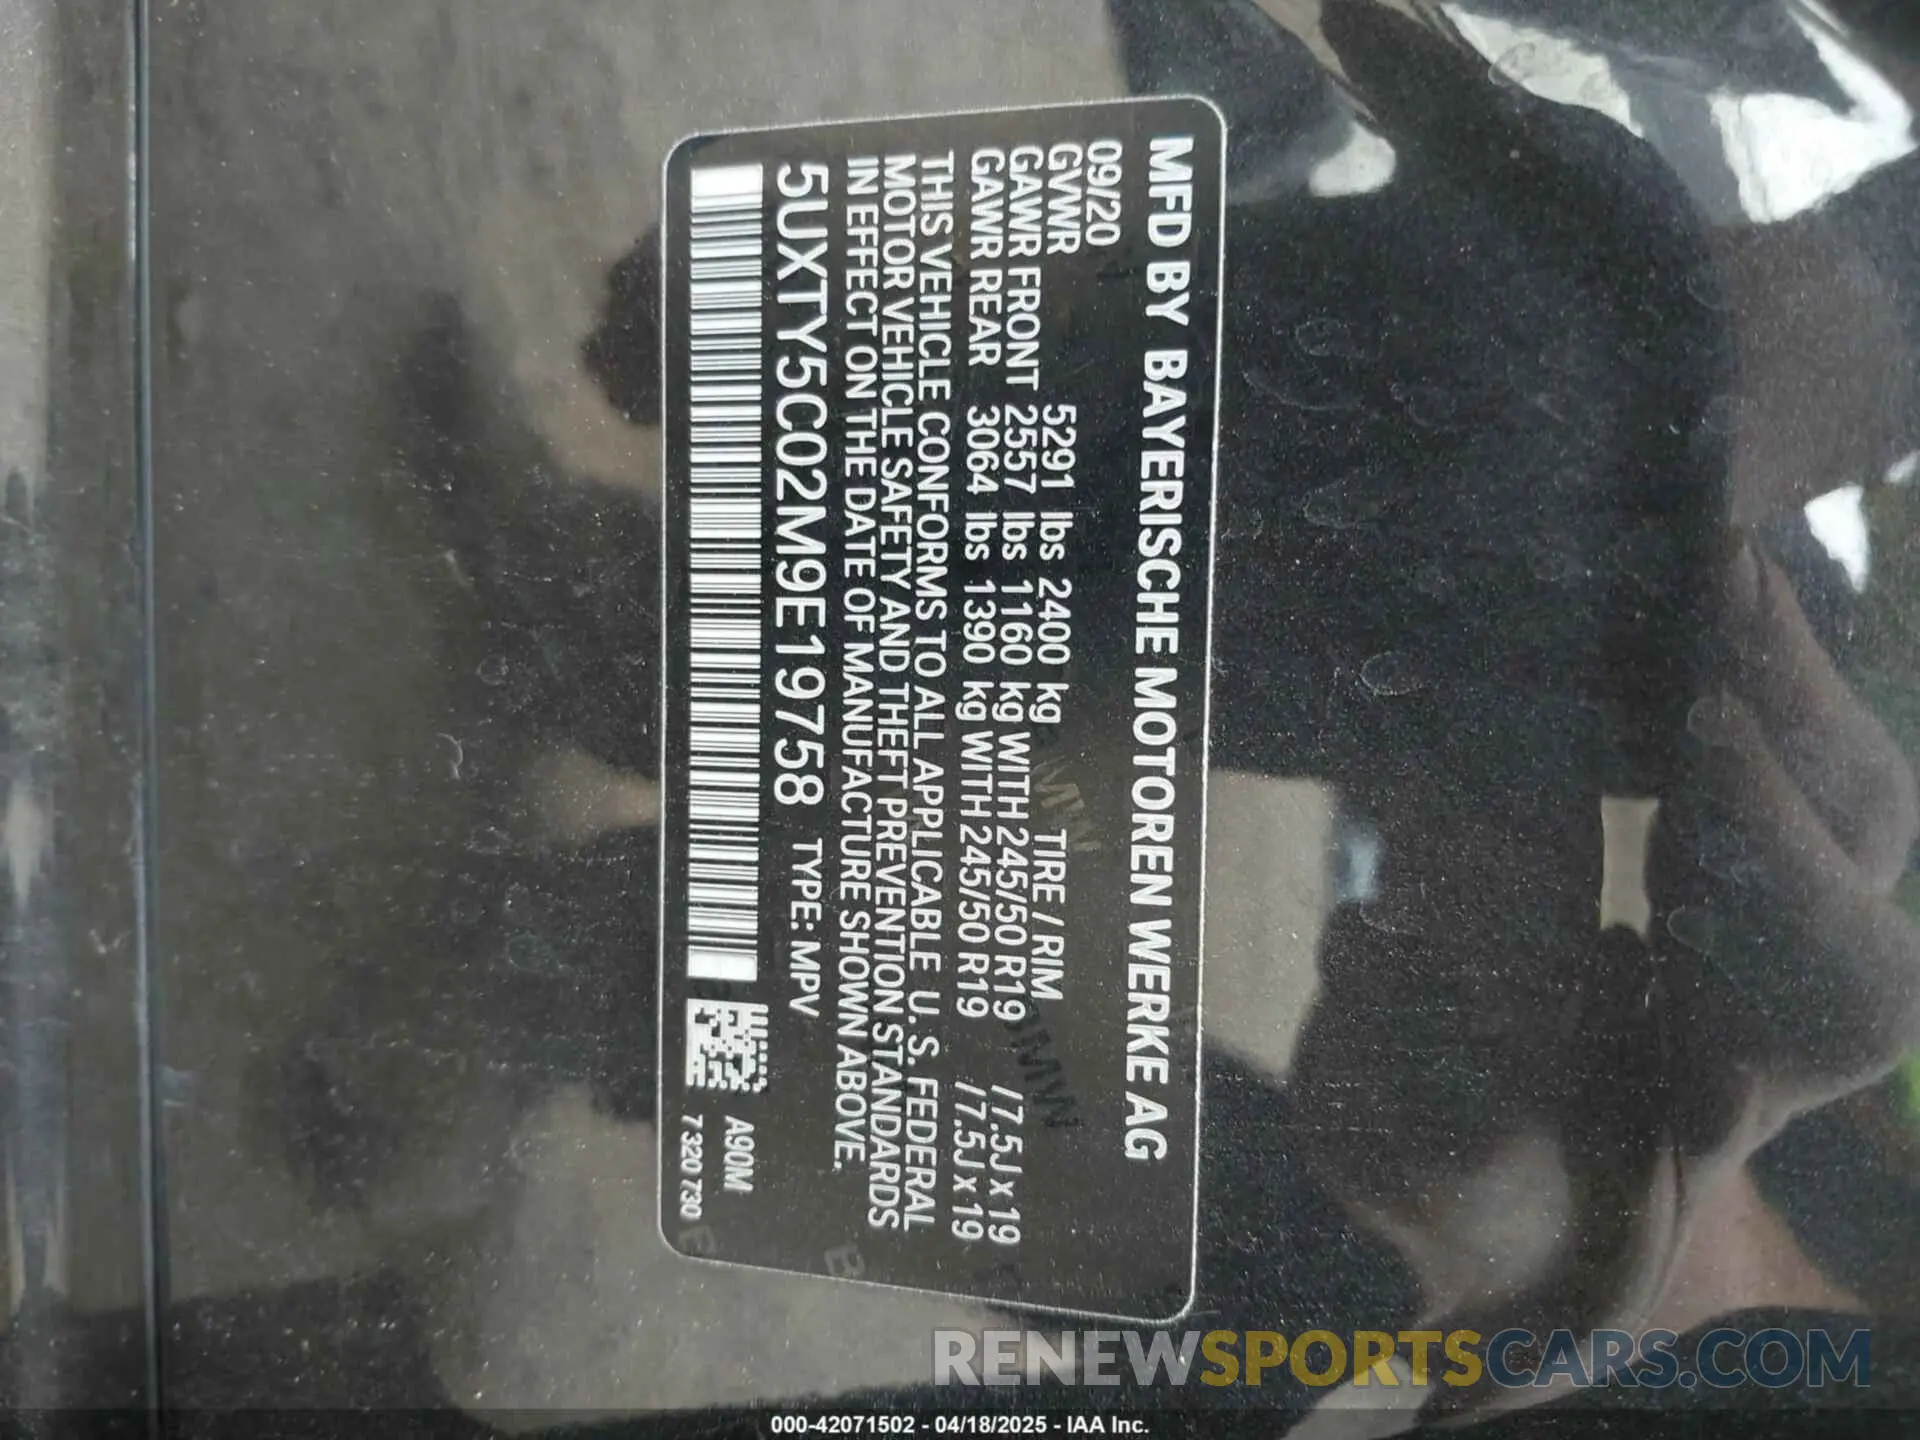 MFD BY BAYERISCHE MOTOREN WERKE AG
09/20
GVWR 5291 lbs 2400 kg TIRE / RIM
GAWR FRONT 2557 lbs 1160 kg WITH 245/50 R19 /7.5J x 19
GAWR REAR 3064 lbs 1390 kg WITH 245/50 R19 /7.5J x 19
THIS VEHICLE CONFORMS TO ALL APPLICABLE U. S. FEDERAL
MOTOR VEHICLE SAFETY AND THEFT PREVENTION STANDARDS
IN EFFECT ON THE DATE OF MANUFACTURE SHOWN ABOVE.
5UXTY5C02M9E19758 TYPE: MPV
A90M
7 320 730
RENEWSPORTSCARS.COM
000-42071502 - 04/18/2025 - IAA Inc.